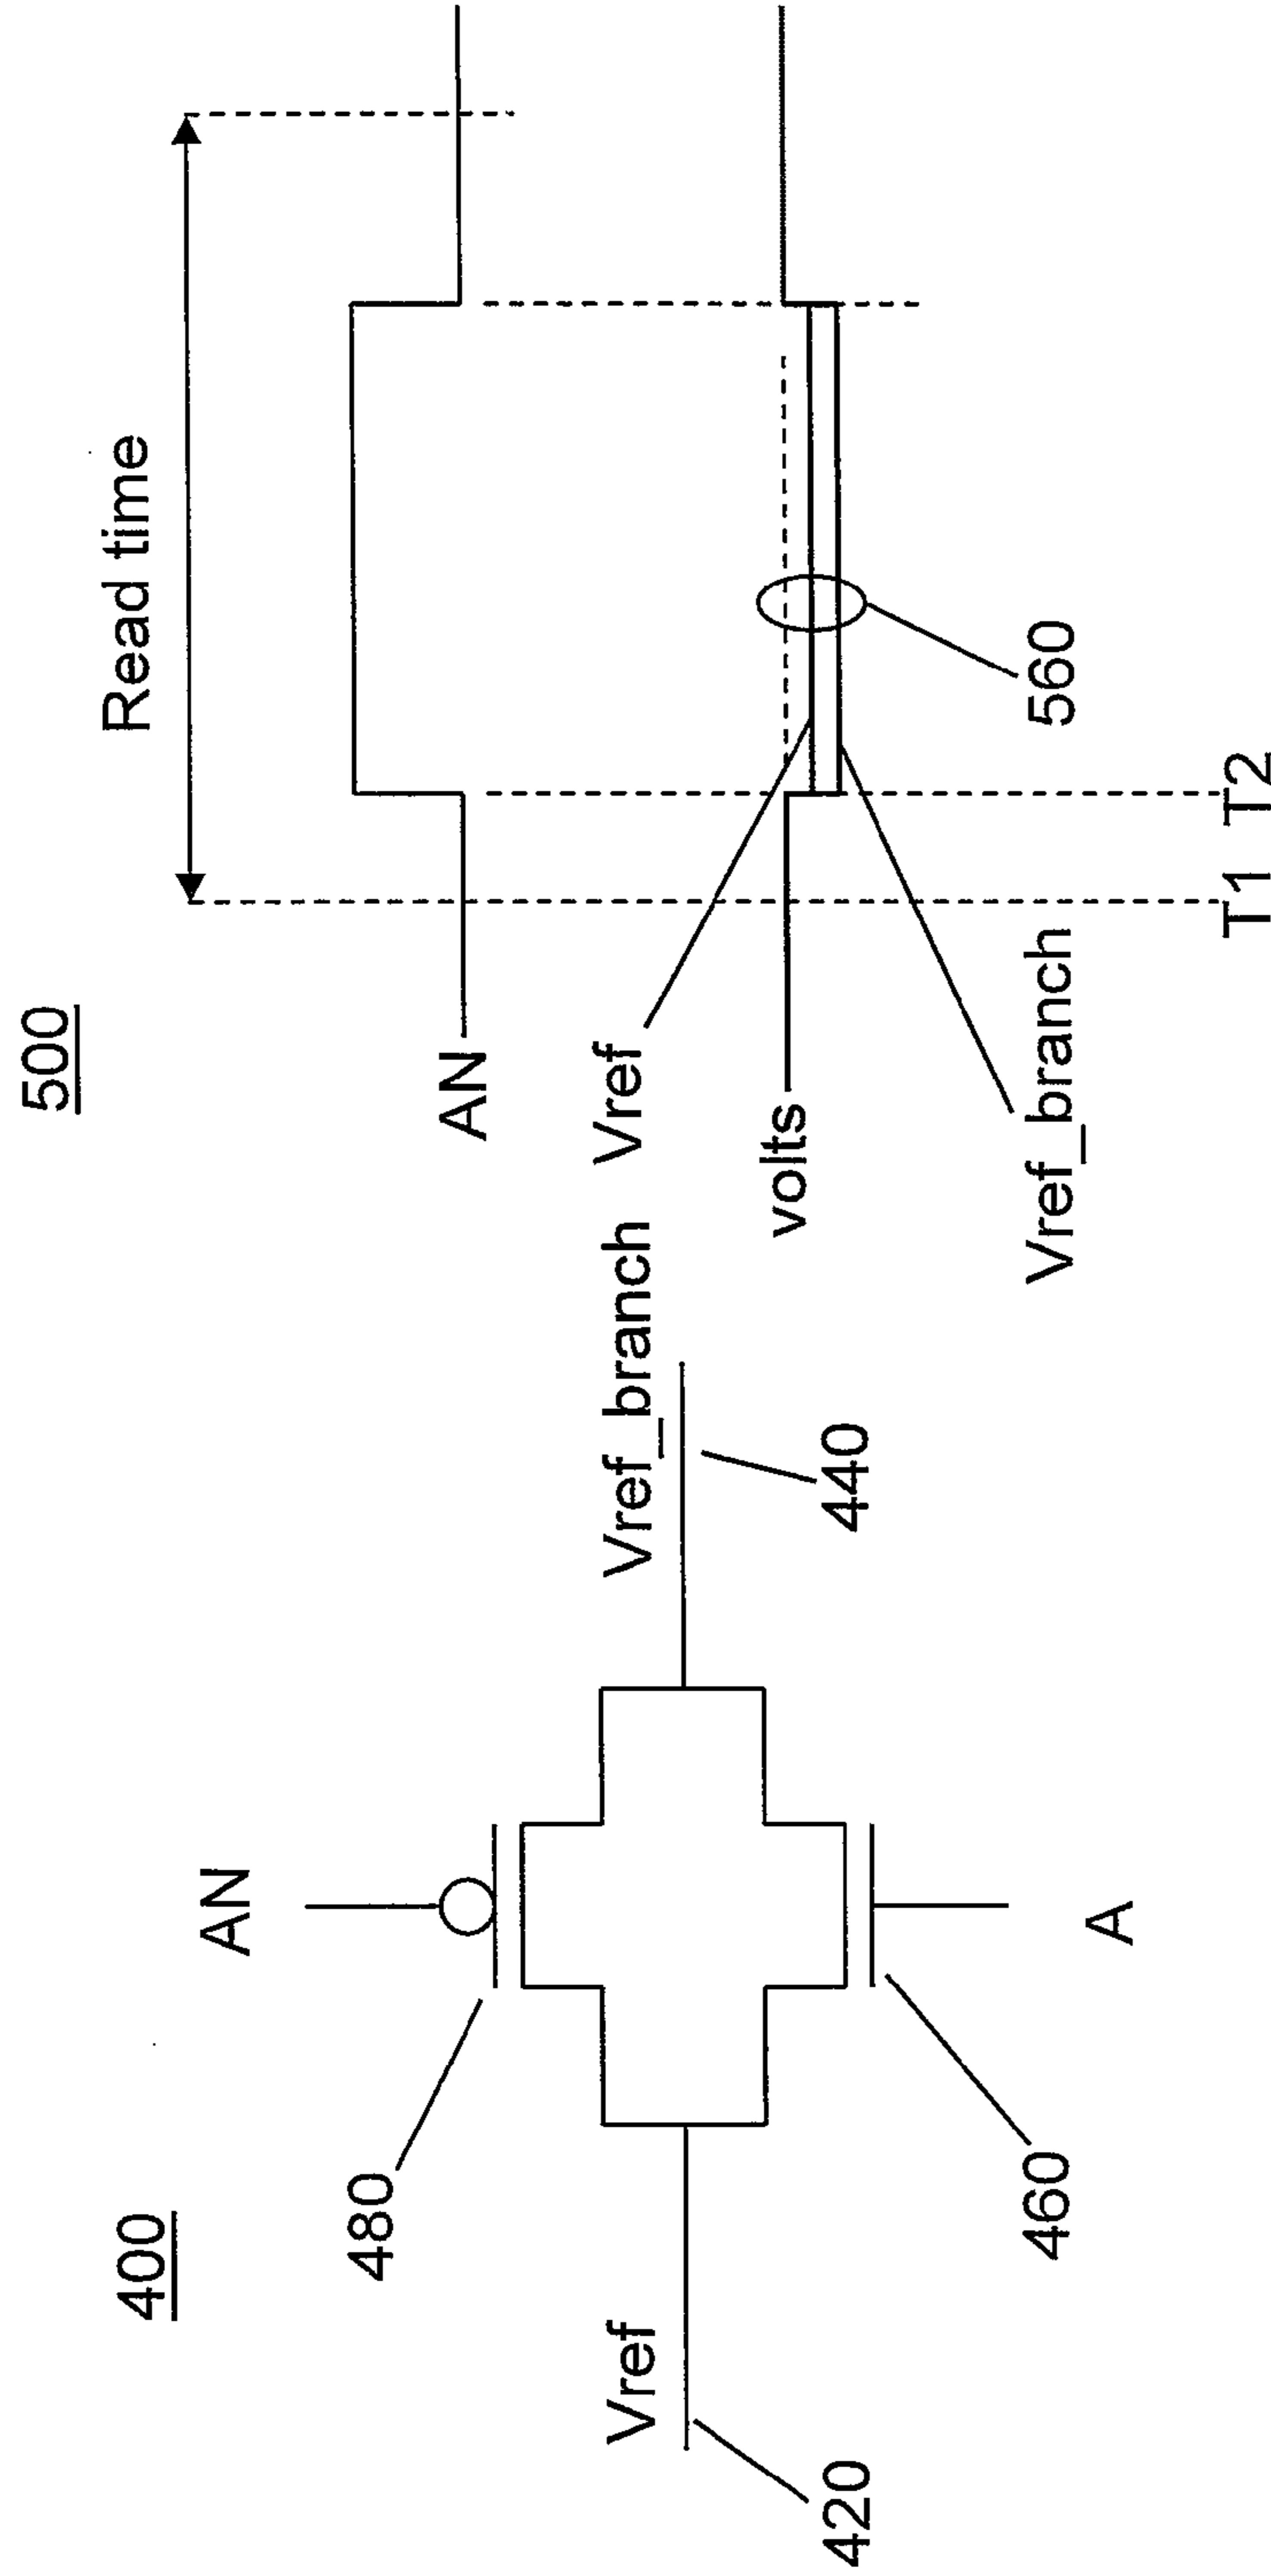 400
AN
480
Vref
420
Vref_branch
440
460
A
500
Read time
AN
Vref
volts
Vref_branch
560
T1 T2